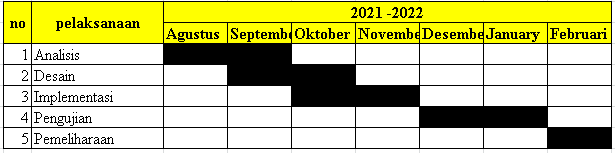 no pelaksanaan 2021 -2022
Agustus Septembe Oktober Novembe Desembe January Februari
1 Analisis
2 Desain
3 Implementasi
4 Pengujian
5 Pemeliharaan